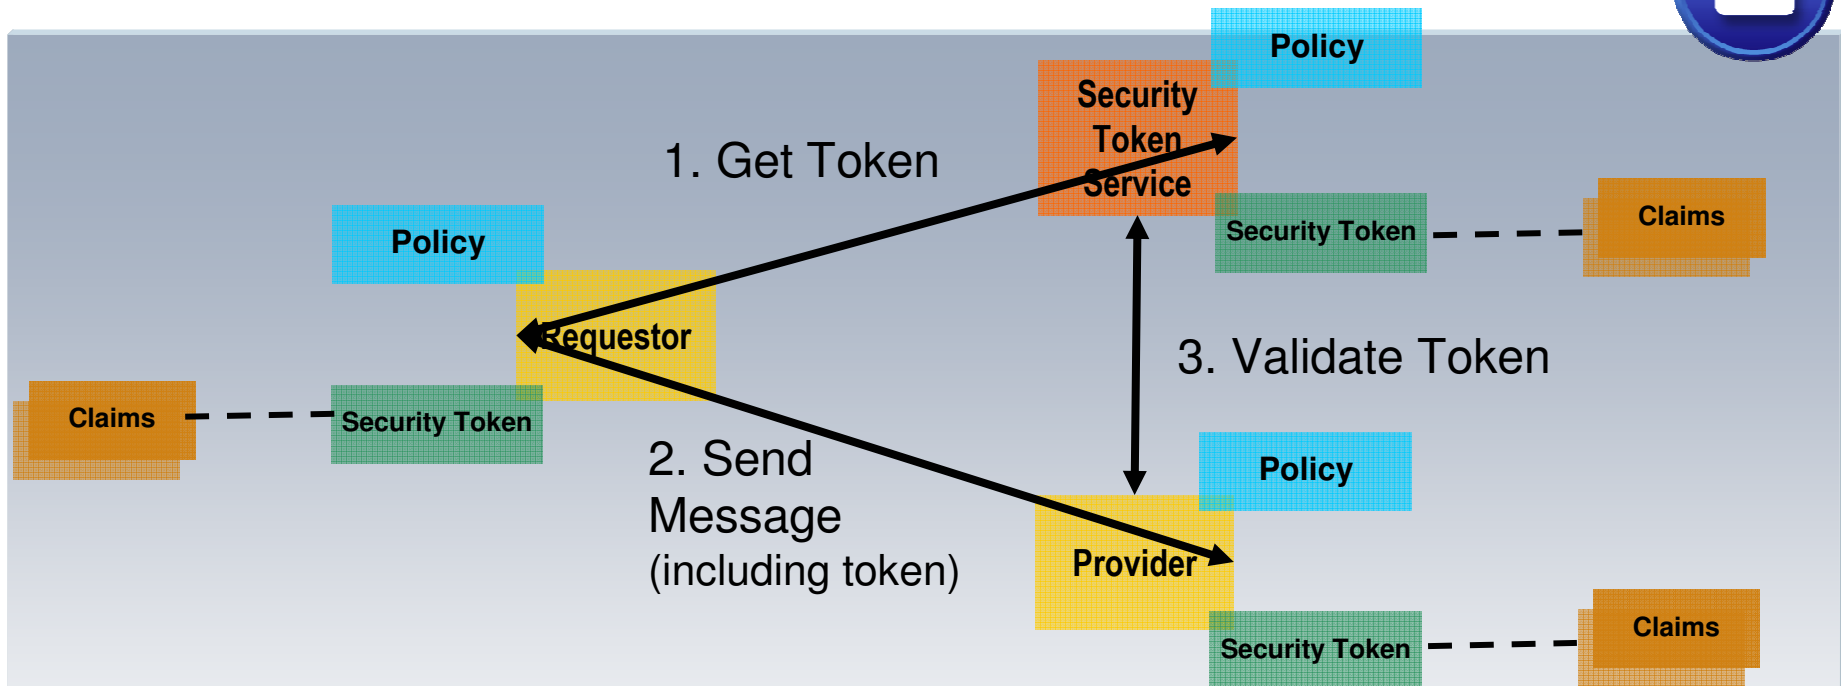 Policy
Security
Token
Service
1. Get Token
Security Token
Claims
Policy
Requestor
Claims
Security Token
3. Validate Token
2. Send
Message
(including token)
Policy
Provider
Security Token
Claims